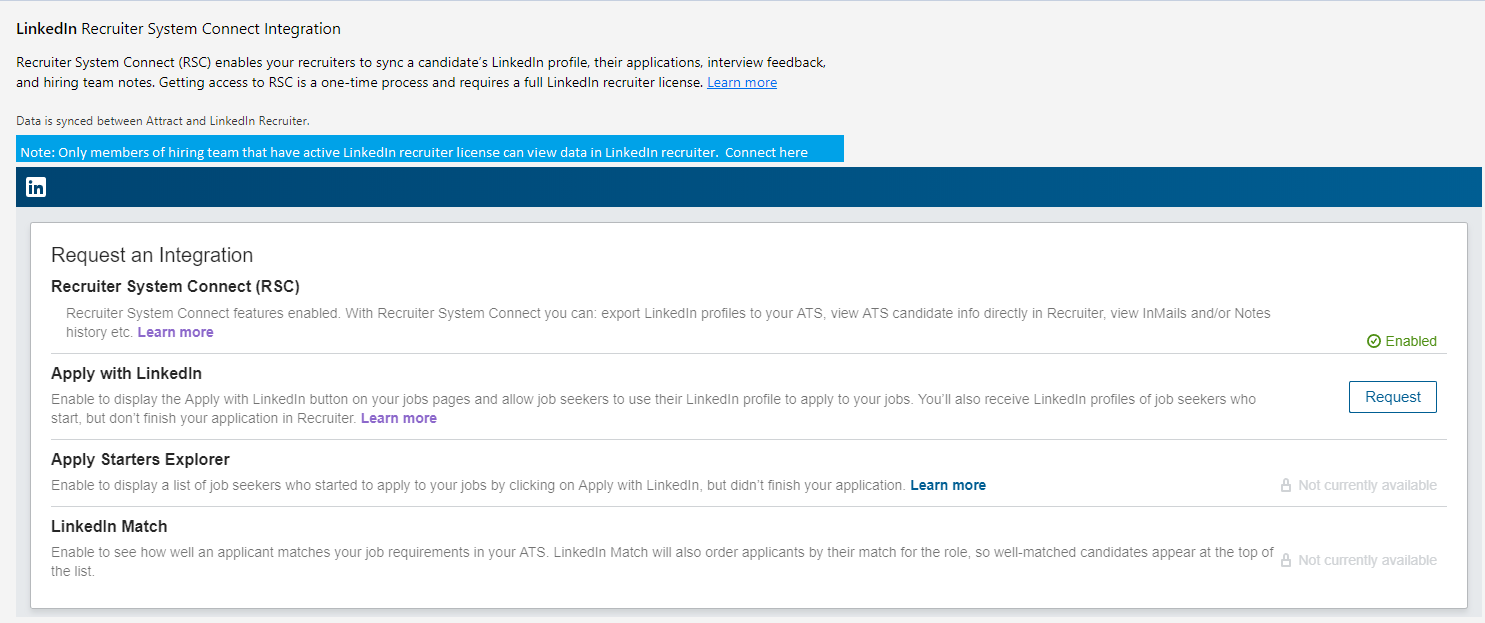 LinkedIn Recruiter System Connect Integration
Recruiter System Connect (RSC) enables your recruiters to sync a candidate's LinkedIn profile, their applications, interview feedback,
and hiring team notes. Getting access to RSC is a one-time process and requires a full LinkedIn recruiter license. Learn more
Data is synced between Attract and LinkedIn Recruiter.
Note: Only members of hiring team that have active LinkedIn recruiter license can view data in LinkedIn recruiter. Connect here
in
Request an Integration
Recruiter System Connect (RSC)
Recruiter System Connect features enabled. With Recruiter System Connect you can: export LinkedIn profiles to your ATS, view ATS candidate info directly in Recruiter, view InMails and/or Notes
history etc. Learn more
Enabled
Apply with LinkedIn
Enable to display the Apply with LinkedIn button on your jobs pages and allow job seekers to use their LinkedIn profile to apply to your jobs. You'll also receive LinkedIn profiles of job seekers who
start, but don't finish your application in Recruiter. Learn more
Request
Apply Starters Explorer
Enable to display a list of job seekers who started to apply to your jobs by clicking on Apply with LinkedIn, but didn't finish your application. Learn more
Not currently available
LinkedIn Match
Enable to see how well an applicant matches your job requirements in your ATS. LinkedIn Match will also order applicants by their match for the role, so well-matched candidates appear at the top of
the list.
Not currently available